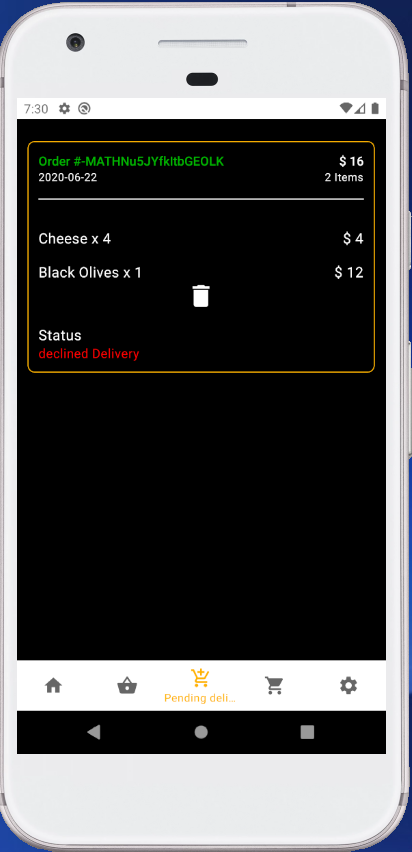 7:30
Order #-MATHNu5JYfkItbGEOLK $ 16
2020-06-22 2 Items
Cheese x 4 $ 4
Black Olives x 1 $ 12
Status
declined Delivery
Pending deli...